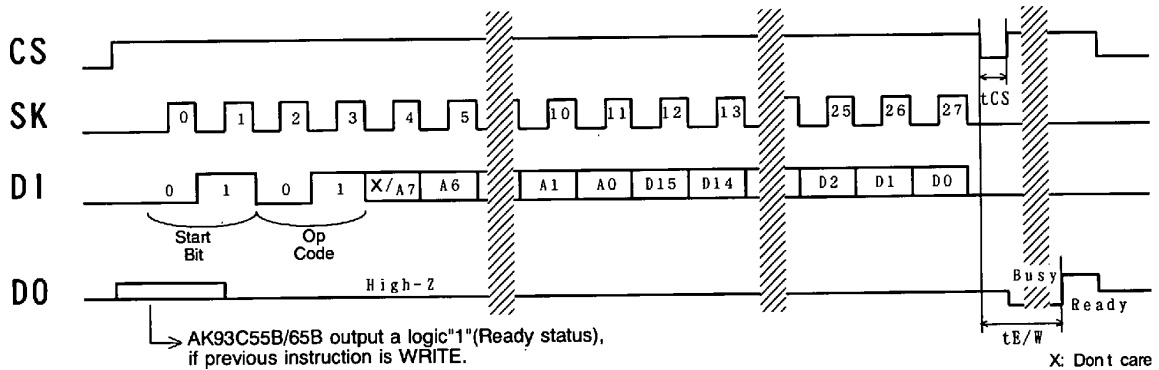 CS
tCS
SK 0 1 2 3 4 5 10 11 12 13 25 26 27
DI 0 1 0 1 X/A7 A6 A1 A0 D15 D14 D2 D1 D0
Start
Bit
Op
Code
DO High-Z Busy
Ready
AK93C55B/65B output a logic"1"(Ready status),
if previous instruction is WRITE.
tE/W
X: Don t care